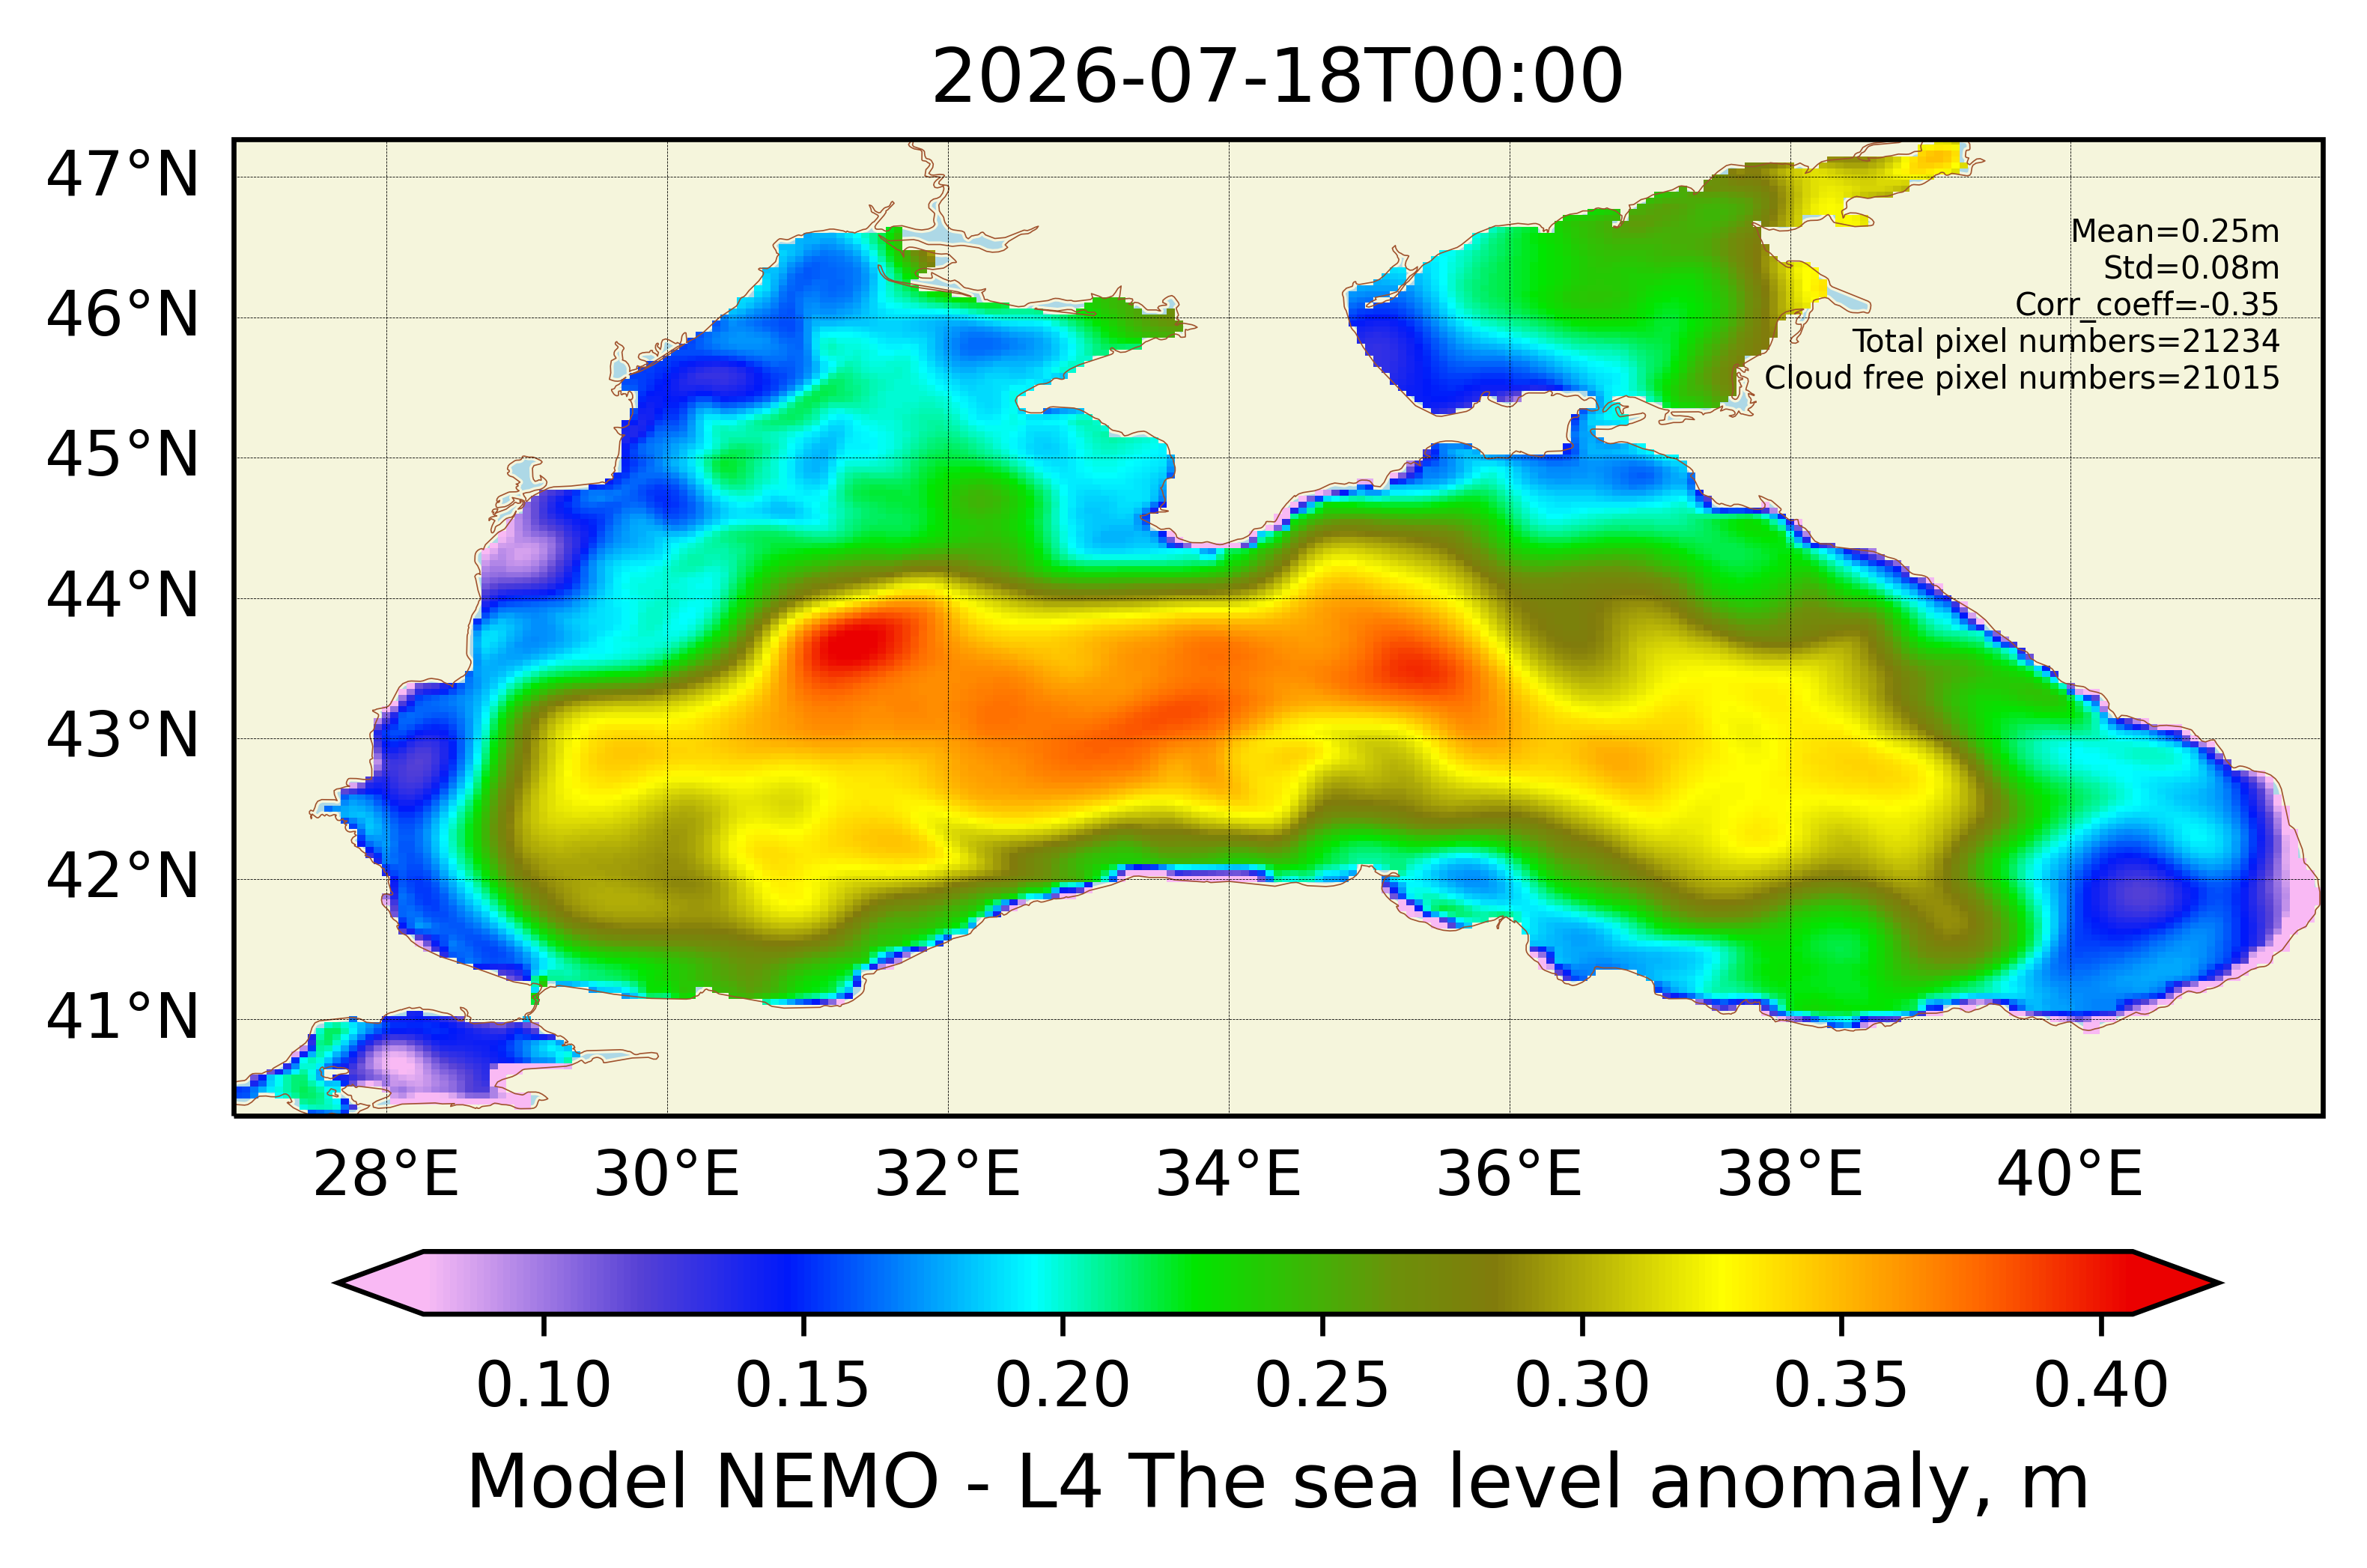 2026-07-18T00:00
47°N
46°N
45°N
44°N
43°N
42°N
41°N
Mean=0.25m
Std=0.08m
Corr_coeff=-0.35
Total pixel numbers=21234
Cloud free pixel numbers=21015
28°E 30°E 32°E 34°E 36°E 38°E 40°E
0.10 0.15 0.20 0.25 0.30 0.35 0.40
Model NEMO - L4 The sea level anomaly, m